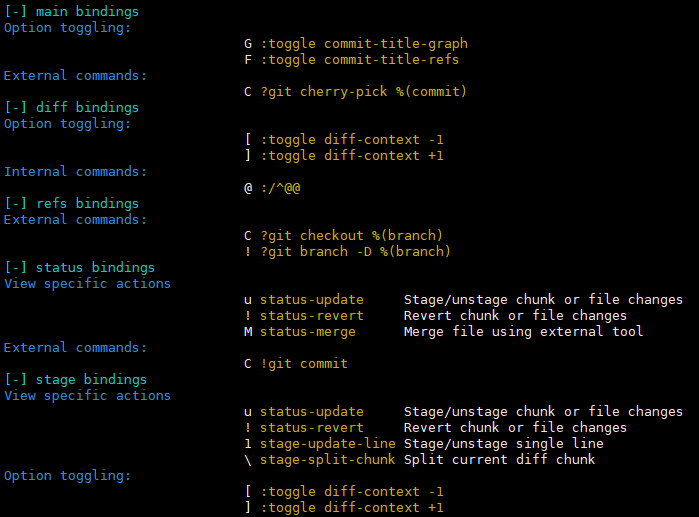 [-] main bindings
Option toggling:
G :toggle commit-title-graph
F :toggle commit-title-refs
External commands:
C ?git cherry-pick %(commit)
[-] diff bindings
Option toggling:
[ :toggle diff-context -1
] :toggle diff-context +1
Internal commands:
@ :/^@@
[-] refs bindings
External commands:
C ?git checkout %(branch)
! ?git branch -D %(branch)
[-] status bindings
View specific actions
u status-update     Stage/unstage chunk or file changes
! status-revert     Revert chunk or file changes
M status-merge      Merge file using external tool
External commands:
C !git commit
[-] stage bindings
View specific actions
u status-update     Stage/unstage chunk or file changes
! status-revert     Revert chunk or file changes
1 stage-update-line Stage/unstage single line
\ stage-split-chunk Split current diff chunk
Option toggling:
[ :toggle diff-context -1
] :toggle diff-context +1